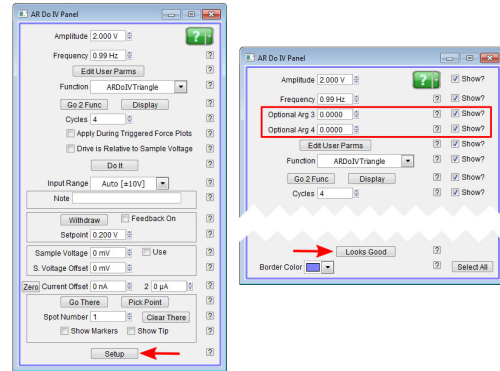 AR Do IV Panel
Amplitude 2.000 V ?
Frequency 0.99 Hz ?
Edit User Parms ?
Function ARDoIVTriangle ?
Go 2 Func Display ?
Cycles 4 ?
Apply During Triggered Force Plots ?
Drive is Relative to Sample Voltage ?
Do It ?
Input Range Auto [±10V] ?
Note ?
Withdraw Feedback On ?
Setpoint 0.200 V ?
Sample Voltage 0 mV Use ?
S. Voltage Offset 0 mV ?
Zero Current Offset 0 nA 2 0 µA ?
Go There Pick Point ?
Spot Number 1 Clear There ?
Show Markers Show Tip ?
Setup ?
AR Do IV Panel
Amplitude 2.000 V ? Show?
Frequency 0.99 Hz ? Show?
Optional Arg 3 0.0000 ? Show?
Optional Arg 4 0.0000 ? Show?
Edit User Parms ? Show?
Function ARDoIVTriangle ? Show?
Go 2 Func Display ? Show?
Cycles 4 ? Show?
Looks Good ?
Border Color ? Select All